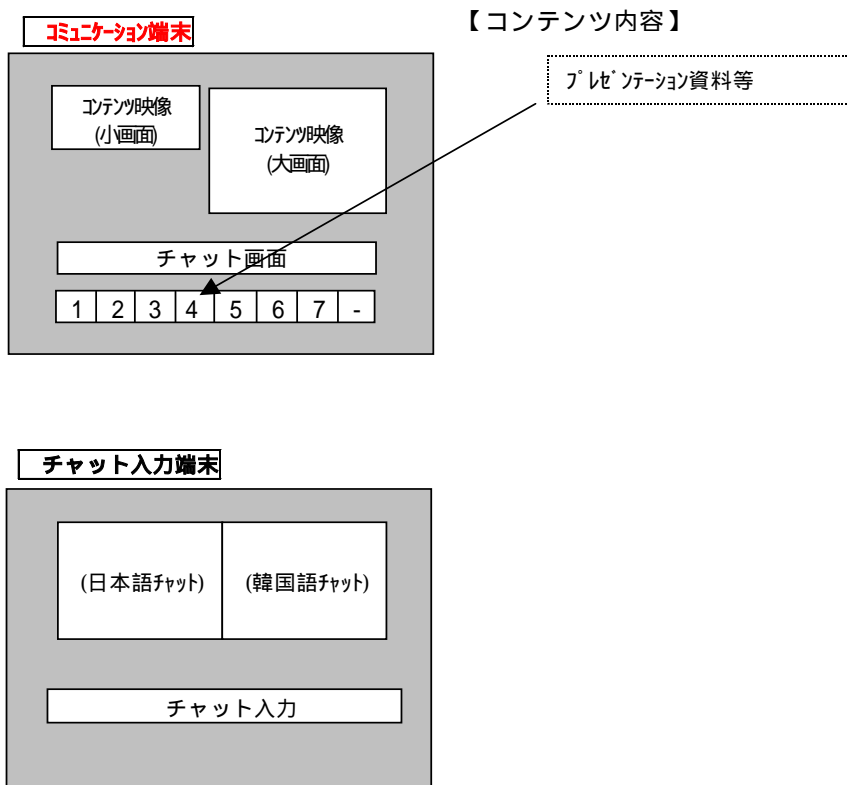 ｺﾐｭﾆｹｰｼｮﾝ端末
【コンテンツ内容】
ﾌﾟﾚｾﾞﾝﾃｰｼｮﾝ資料等
ｺﾝﾃﾝﾂ映像
(小画面)
ｺﾝﾃﾝﾂ映像
(大画面)
チャット画面
1 2 3 4 5 6 7 -
チャット入力端末
(日本語ﾁｬｯﾄ) (韓国語ﾁｬｯﾄ)
チャット入力